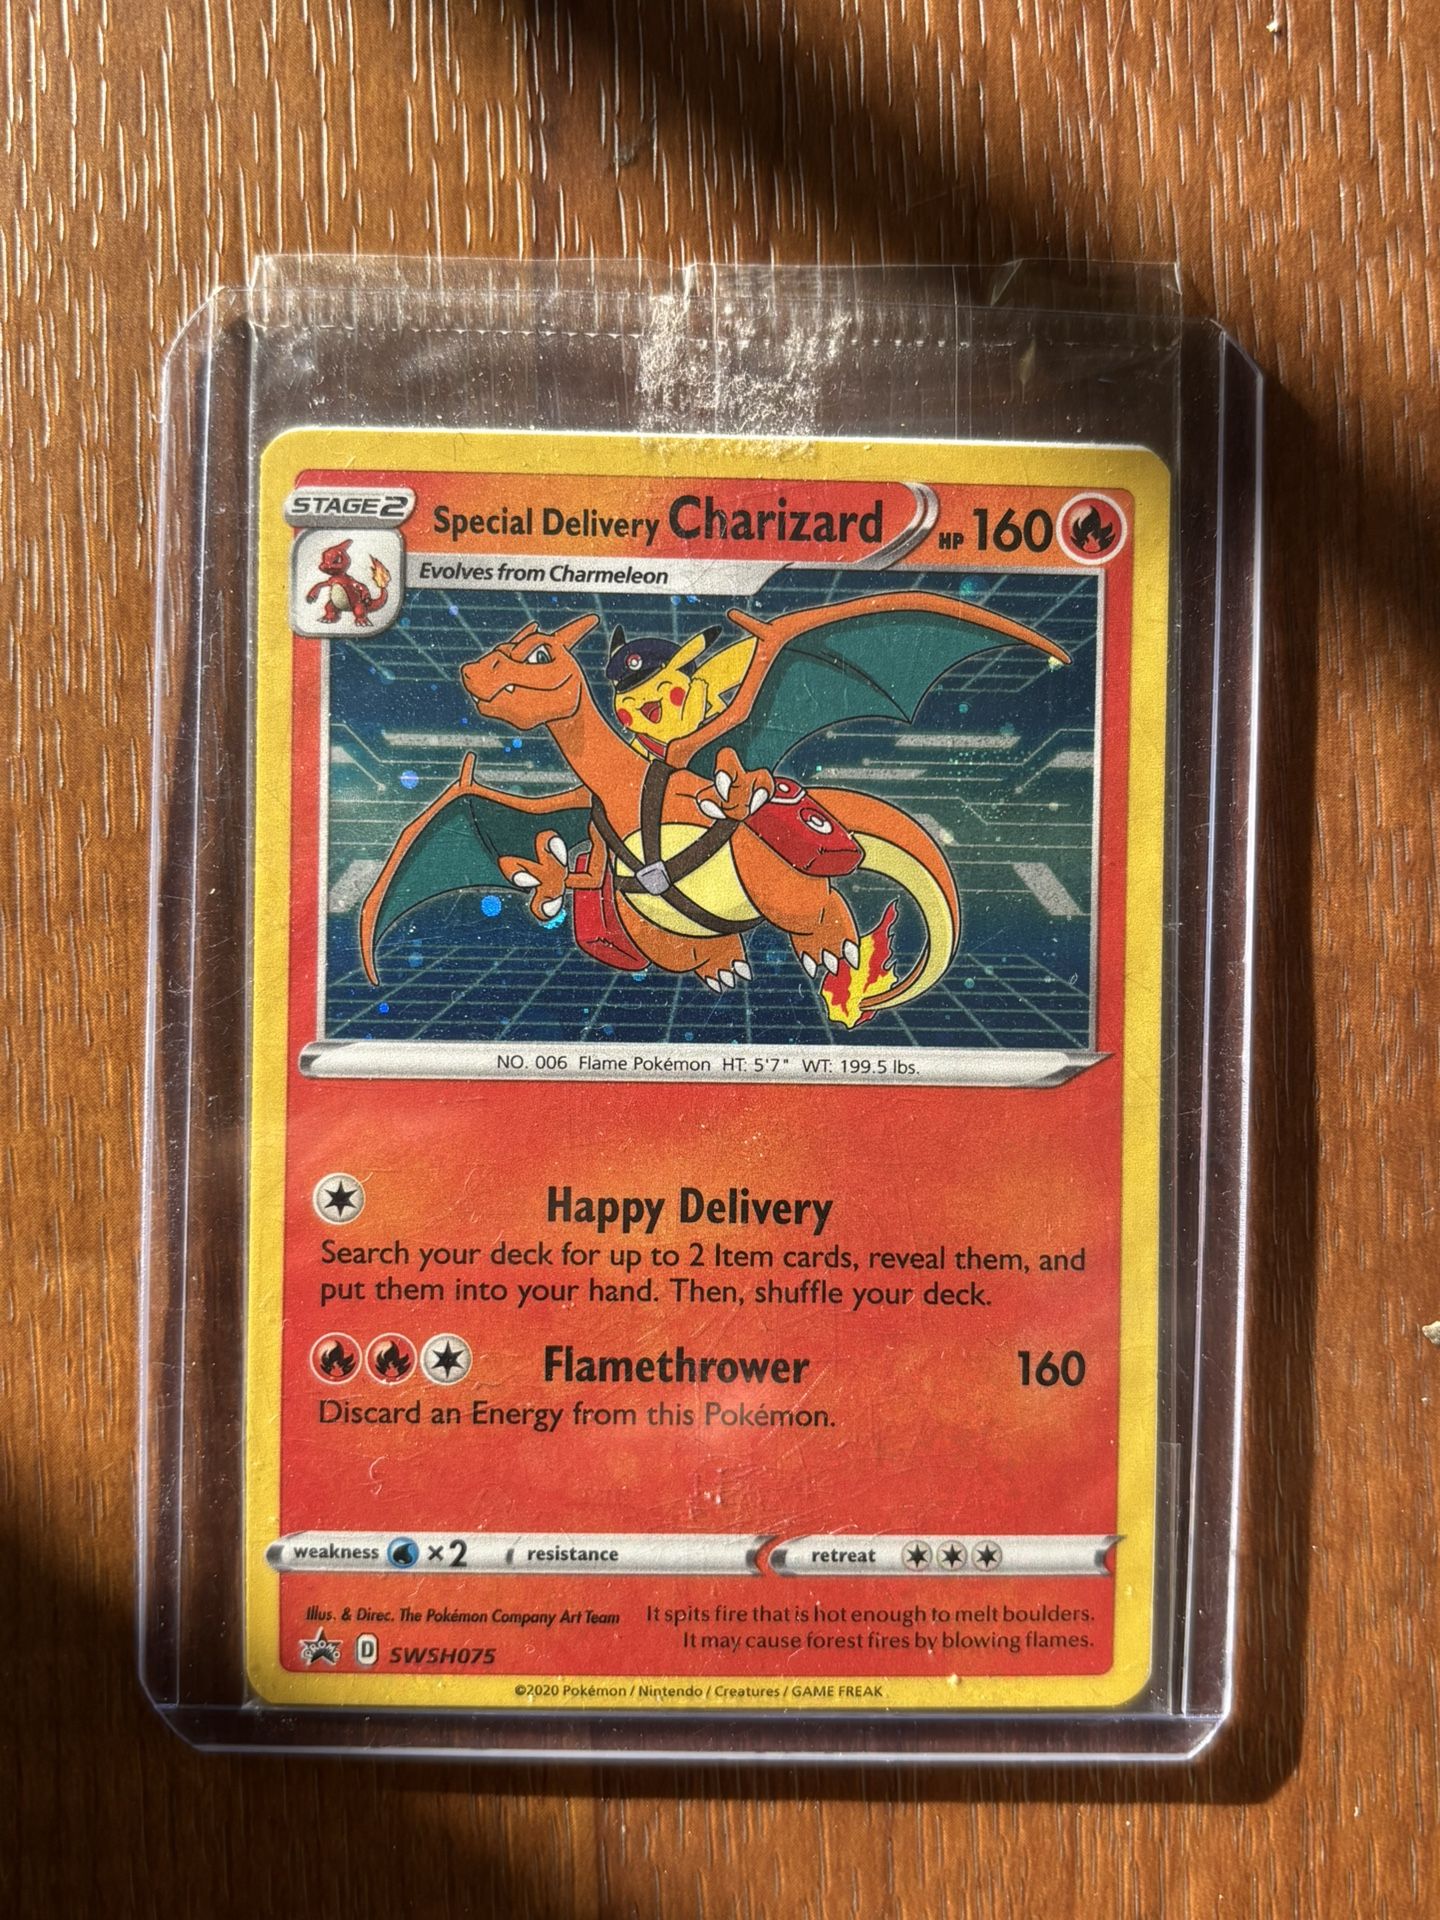 STAGE2
Special Delivery Charizard HP 160
Evolves from Charmeleon
NO. 006 Flame Pokémon HT: 5'7" WT: 199.5 lbs.
Happy Delivery
Search your deck for up to 2 Item cards, reveal them, and
put them into your hand. Then, shuffle your deck.
Flamethrower 160
Discard an Energy from this Pokémon.
weakness ×2 resistance retreat
Illus. & Direc. The Pokémon Company Art Team
It spits fire that is hot enough to melt boulders.
It may cause forest fires by blowing flames.
PROMO D SWSH075
©2020 Pokémon / Nintendo / Creatures / GAME FREAK